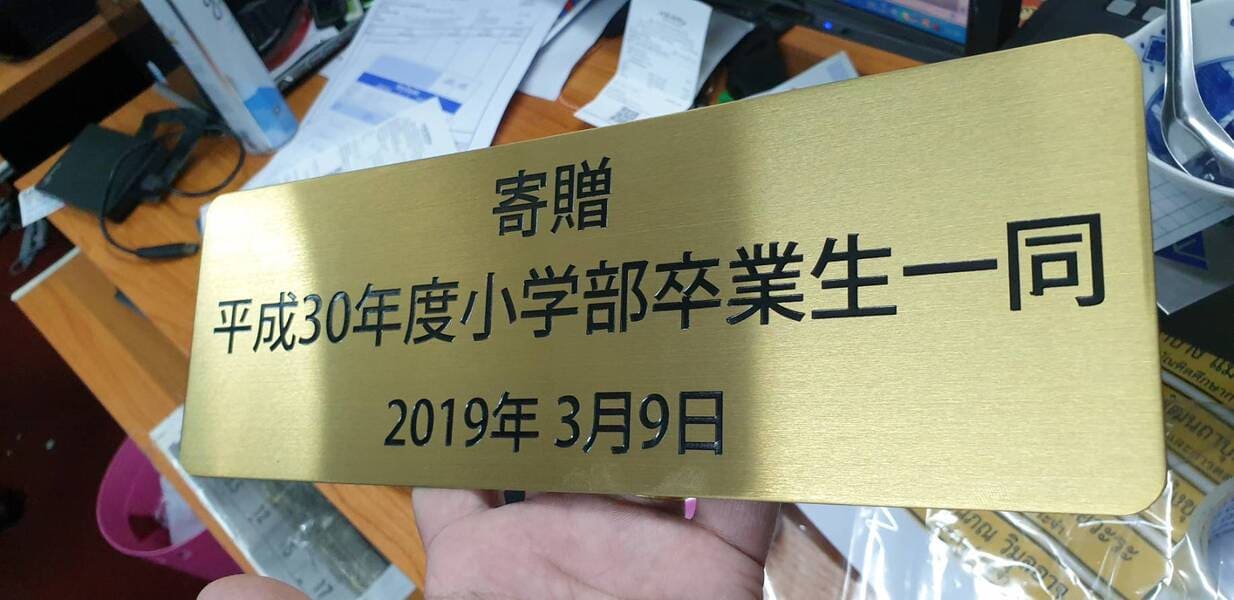 寄贈
平成30年度小学部卒業生一同
2019年 3月9日